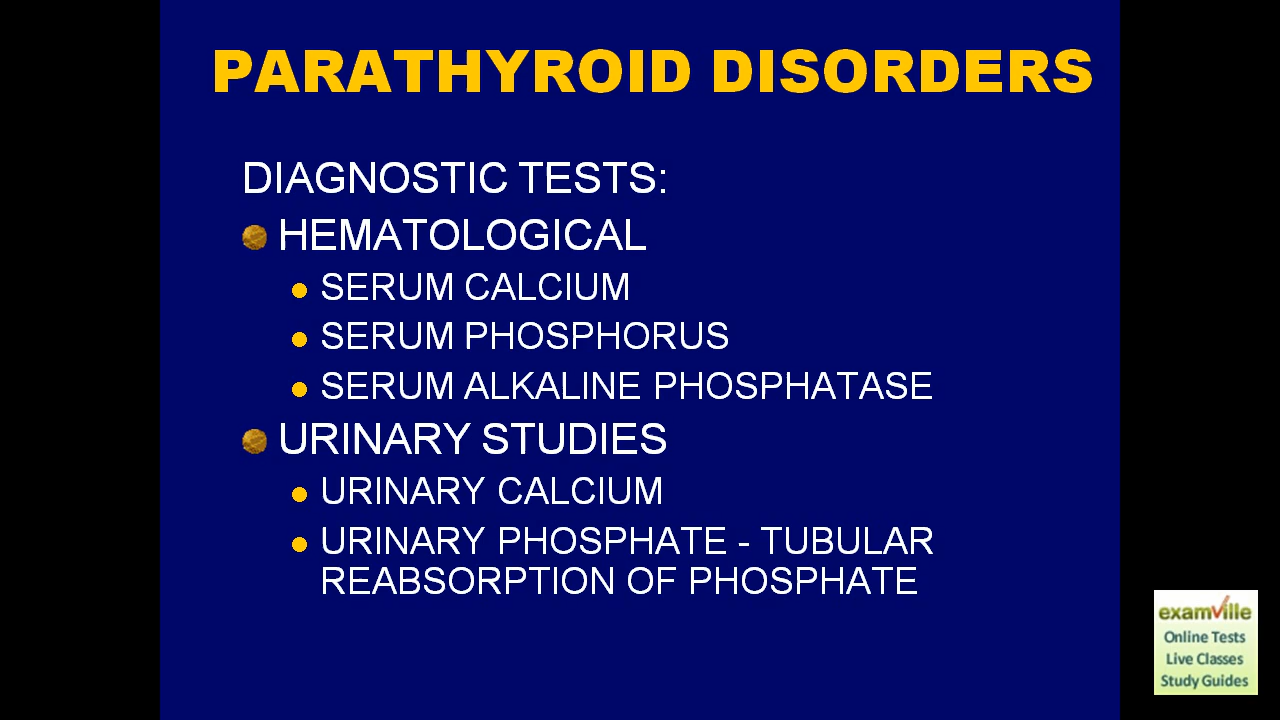 PARATHYROID DISORDERS
DIAGNOSTIC TESTS:
HEMATOLOGICAL
SERUM CALCIUM
SERUM PHOSPHORUS
SERUM ALKALINE PHOSPHATASE
URINARY STUDIES
URINARY CALCIUM
URINARY PHOSPHATE - TUBULAR
REABSORPTION OF PHOSPHATE
examville
Online Tests
Live Classes
Study Guides